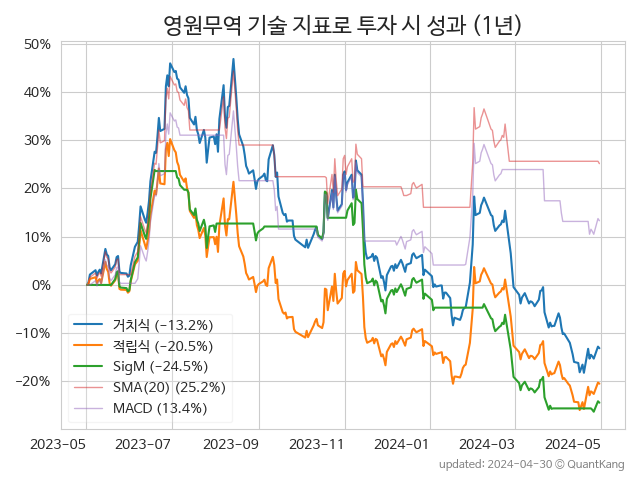 영원무역 기술 지표로 투자 시 성과 (1년)
50%
40%
30%
20%
10%
0%
−10%
−20%
거치식 (−13.2%)
적립식 (−20.5%)
SigM (−24.5%)
SMA(20) (25.2%)
MACD (13.4%)
2023-05 2023-07 2023-09 2023-11 2024-01 2024-03 2024-05
updated: 2024-04-30 © QuantKang